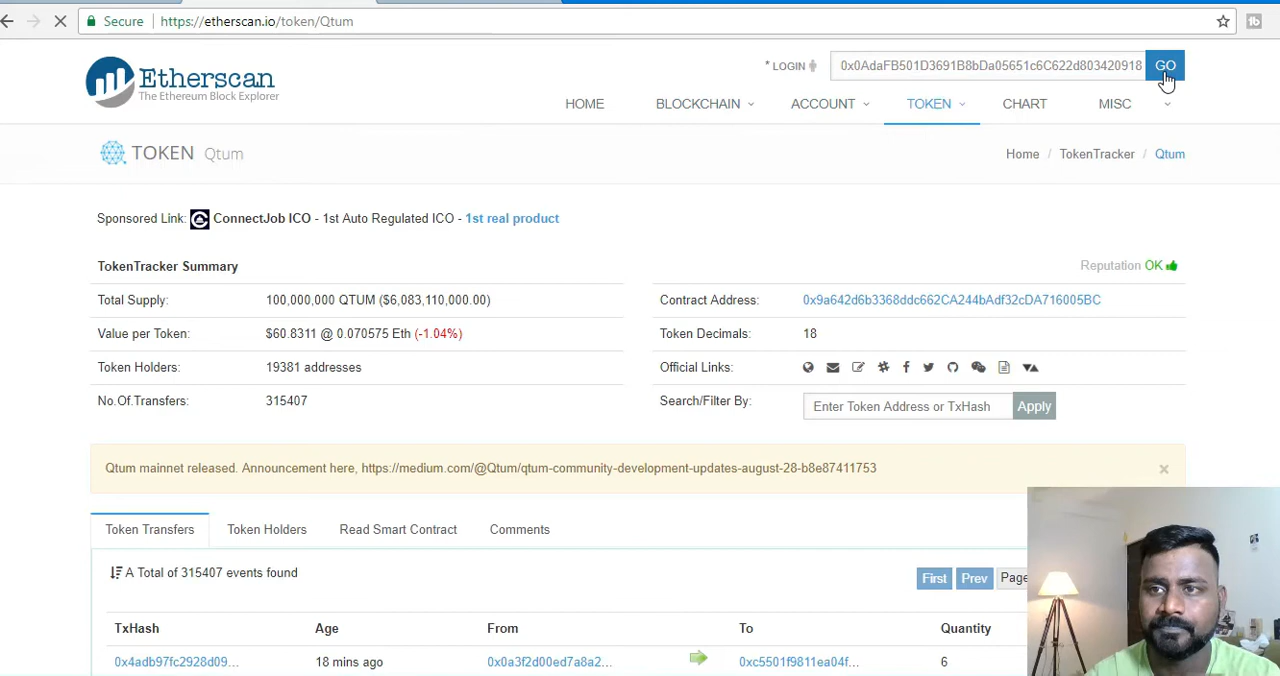 Secure https://etherscan.io/token/Qtum
Etherscan
The Ethereum Block Explorer
* LOGIN
0x0AdaFB501D3691B8bDa05651c6C622d803420918
GO
HOME BLOCKCHAIN ACCOUNT TOKEN CHART MISC
TOKEN Qtum
Home / TokenTracker / Qtum
Sponsored Link: ConnectJob ICO - 1st Auto Regulated ICO - 1st real product
TokenTracker Summary
Reputation OK
Total Supply: 100,000,000 QTUM ($6,083,110,000.00)
Contract Address: 0x9a642d6b3368ddc662CA244bAdf32cDA716005BC
Value per Token: $60.8311 @ 0.070575 Eth (-1.04%)
Token Decimals: 18
Token Holders: 19381 addresses
Official Links:
No.Of.Transfers: 315407
Search/Filter By: Enter Token Address or TxHash Apply
Qtum mainnet released. Announcement here, https://medium.com/@Qtum/qtum-community-development-updates-august-28-b8e87411753 ×
Token Transfers Token Holders Read Smart Contract Comments
A Total of 315407 events found
First Prev Page
TxHash Age From To Quantity
0x4adb97fc2928d09... 18 mins ago 0x0a3f2d00ed7a8a2... 0xc5501f9811ea04f... 6